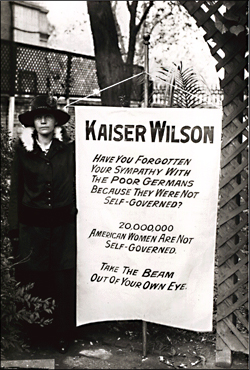 KAISER WILSON
HAVE YOU FORGOTTEN
YOUR SYMPATHY WITH
THE POOR GERMANS
BECAUSE THEY WERE NOT
SELF-GOVERNED?
20,000,000
AMERICAN WOMEN ARE NOT
SELF-GOVERNED.
TAKE THE BEAM
OUT OF YOUR OWN EYE.